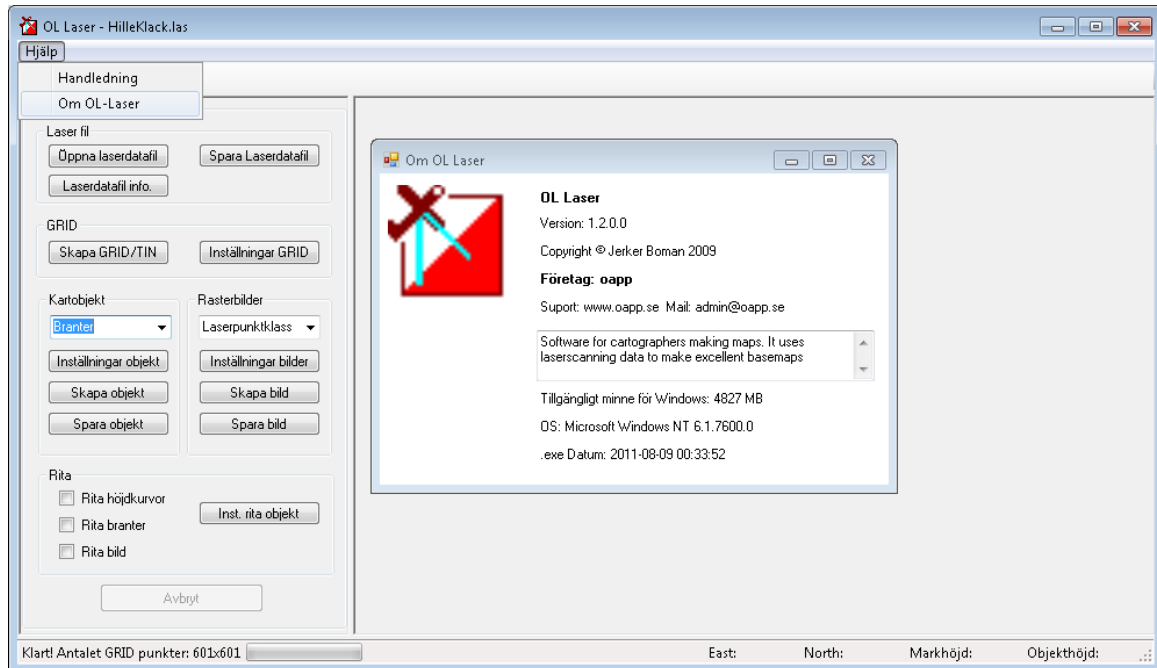 OL Laser - HilleKlack.las
Hjälp
Handledning
Om OL-Laser
Laser fil
Öppna laserdatafil
Spara Laserdatafil
Laserdatafil info.
GRID
Skapa GRID/TIN
Inställningar GRID
Kartobjekt
Branter
Inställningar objekt
Skapa objekt
Spara objekt
Rasterbilder
Laserpunktklass
Inställningar bilder
Skapa bild
Spara bild
Rita
Rita höjdkurvor
Rita branter
Rita bild
Inst. rita objekt
Avbryt
Om OL Laser
OL Laser
Version: 1.2.0.0
Copyright © Jerker Boman 2009
Företag: oapp
Suport: www.oapp.se Mail: admin@oapp.se
Software for cartographers making maps. It uses
laserscanning data to make excellent basemaps
Tillgängligt minne för Windows: 4827 MB
OS: Microsoft Windows NT 6.1.7600.0
.exe Datum: 2011-08-09 00:33:52
Klart! Antalet GRID punkter: 601x601
East:
North:
Markhöjd:
Objekthöjd: